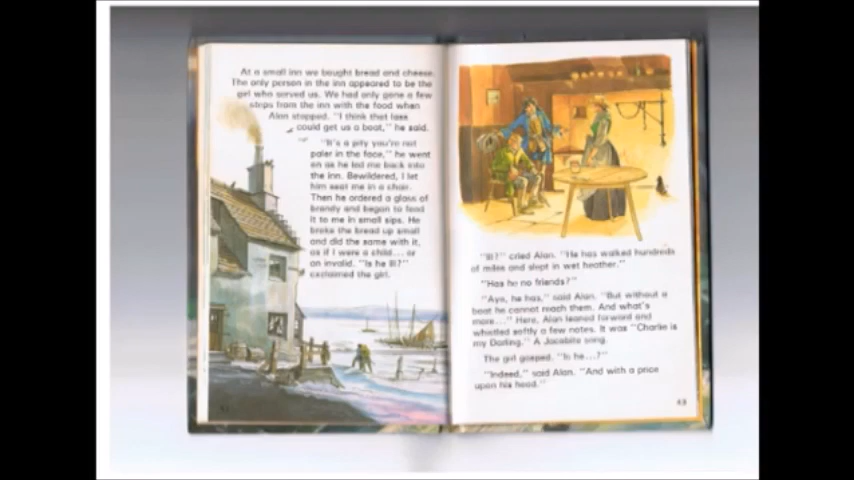 At a small inn we bought bread and cheese.
The only person in the inn appeared to be the
girl who served us. We had only gone a few
steps from the inn with the food when
Alan stopped. "I think that lass
could get us a boat," he said.
"It's a pity you're not
paler in the face," he went
on as he led me back into
the inn. Bewildered, I let
him seat me in a chair.
Then he ordered a glass of
brandy and began to feed
it to me in small sips. He
broke the bread up small
and did the same with it,
as if I were a child...or
an invalid. "Is he ill?"
exclaimed the girl.
"Ill?" cried Alan. "He has walked hundreds
of miles and slept in wet heather."
"Has he no friends?"
"Aye, he has," said Alan. "But without a
boat he cannot reach them. And what's
more..." Here, Alan leaned forward and
whistled softly a few notes. It was "Charlie is
my Darling." A Jacobite song.
The girl gasped. "Is he...?"
"Indeed," said Alan. "And with a price
upon his head."
43